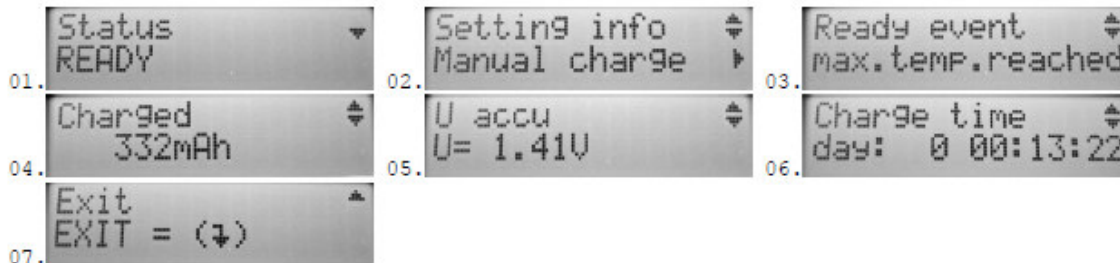 Status
READY
01.
Setting info
Manual charge
02.
Ready event
max.temp.reached
03.
Charged
332mAh
04.
U accu
U= 1.41V
05.
Charge time
day: 0 00:13:22
06.
Exit
EXIT = (↴)
07.